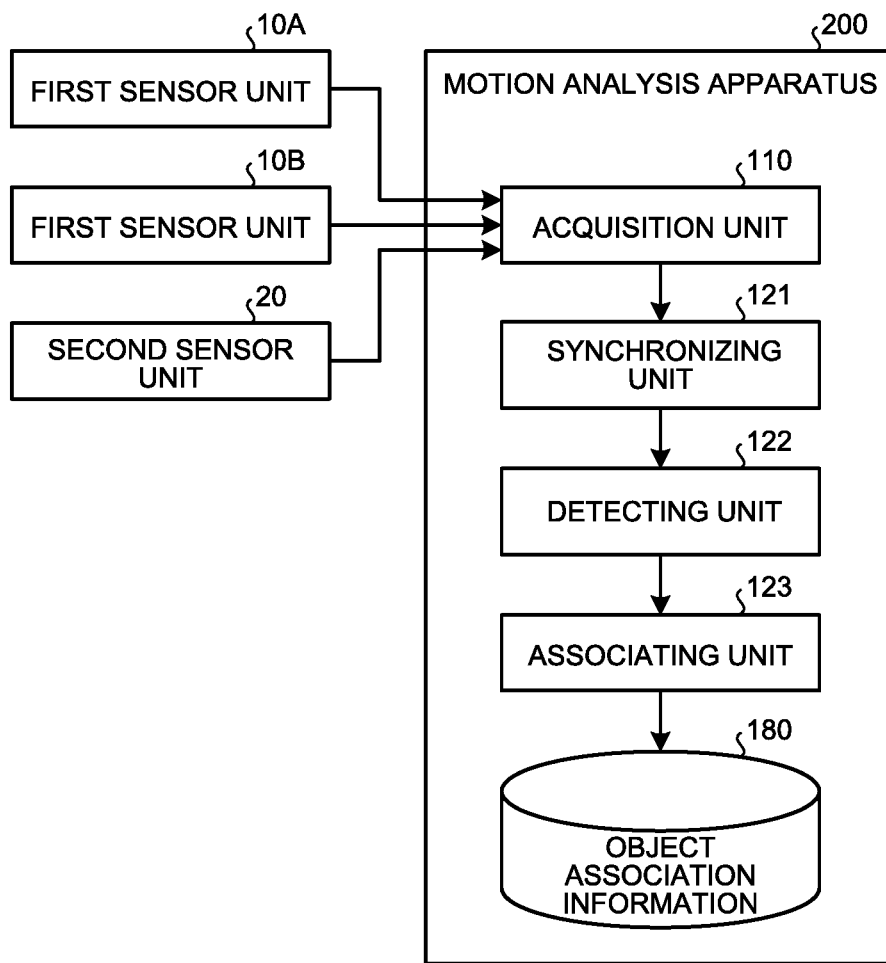 10A
FIRST SENSOR UNIT
10B
FIRST SENSOR UNIT
20
SECOND SENSOR
UNIT
200
MOTION ANALYSIS APPARATUS
110
ACQUISITION UNIT
121
SYNCHRONIZING
UNIT
122
DETECTING UNIT
123
ASSOCIATING UNIT
180
OBJECT
ASSOCIATION
INFORMATION